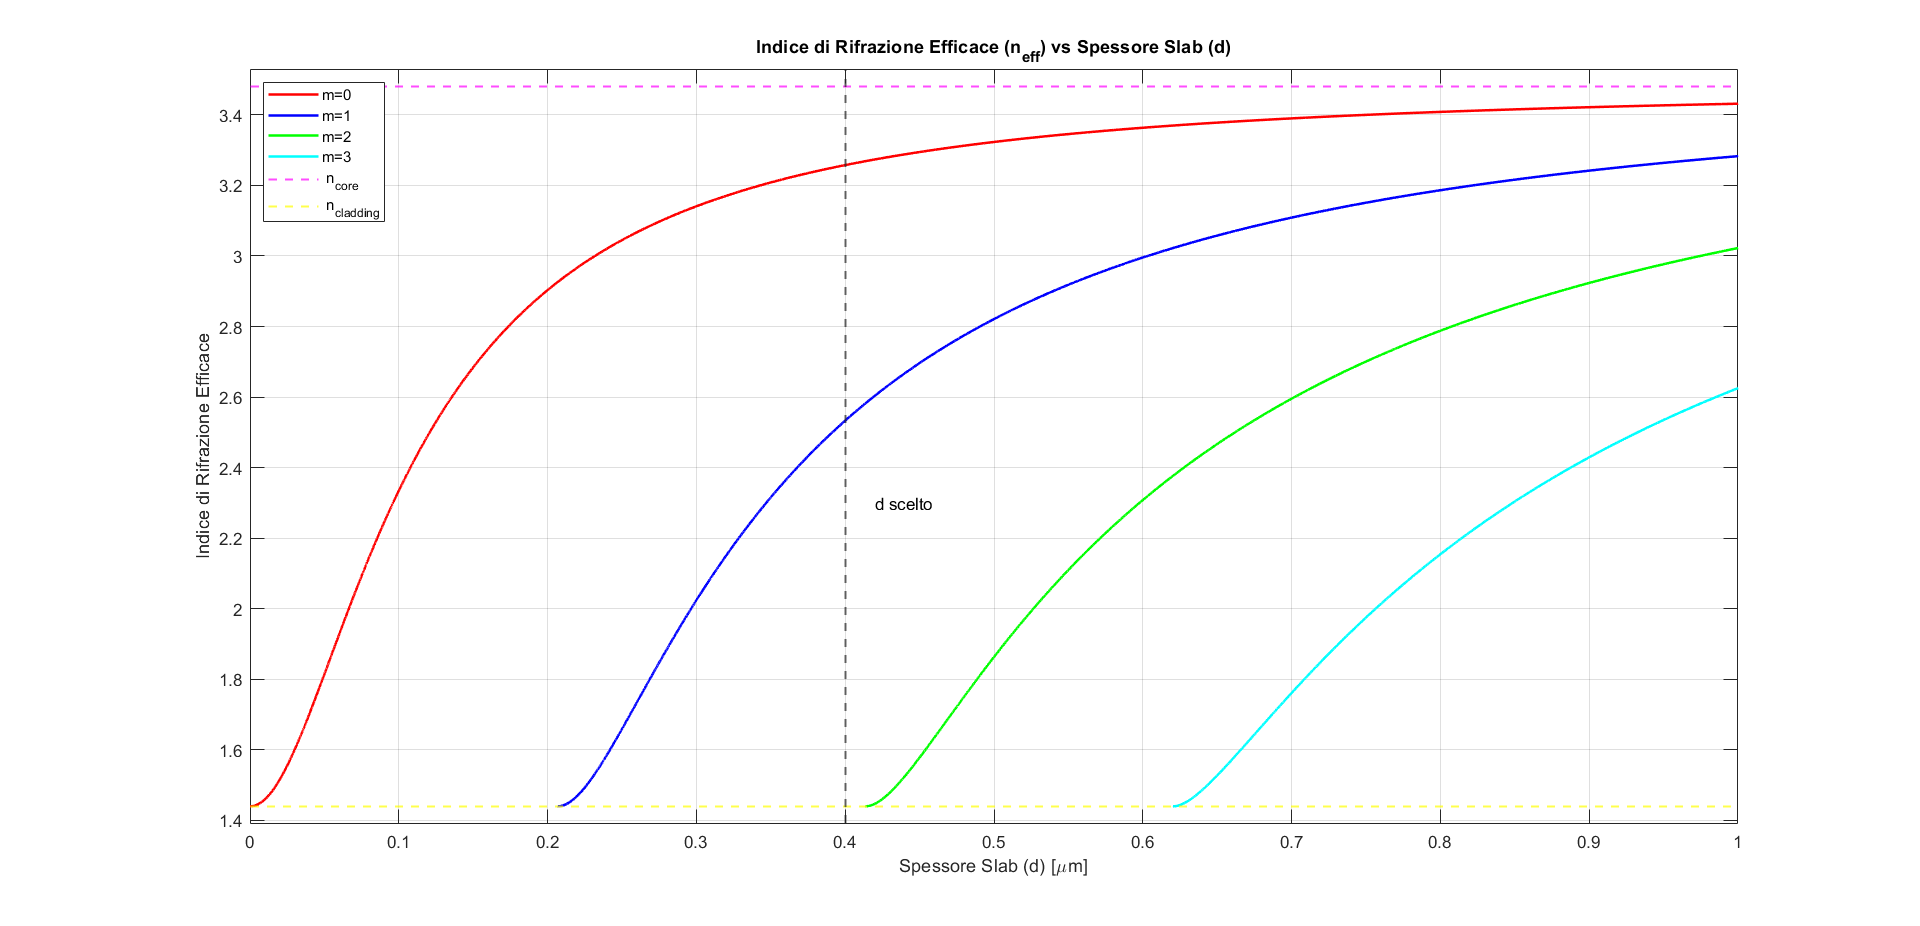 Indice di Rifrazione Efficace (neff) vs Spessore Slab (d)
m=0
m=1
m=2
m=3
ncore
ncladding
Indice di Rifrazione Efficace
3.4
3.2
3
2.8
2.6
2.4
2.2
2
1.8
1.6
1.4
d scelto
0 0.1 0.2 0.3 0.4 0.5 0.6 0.7 0.8 0.9 1
Spessore Slab (d) [μm]